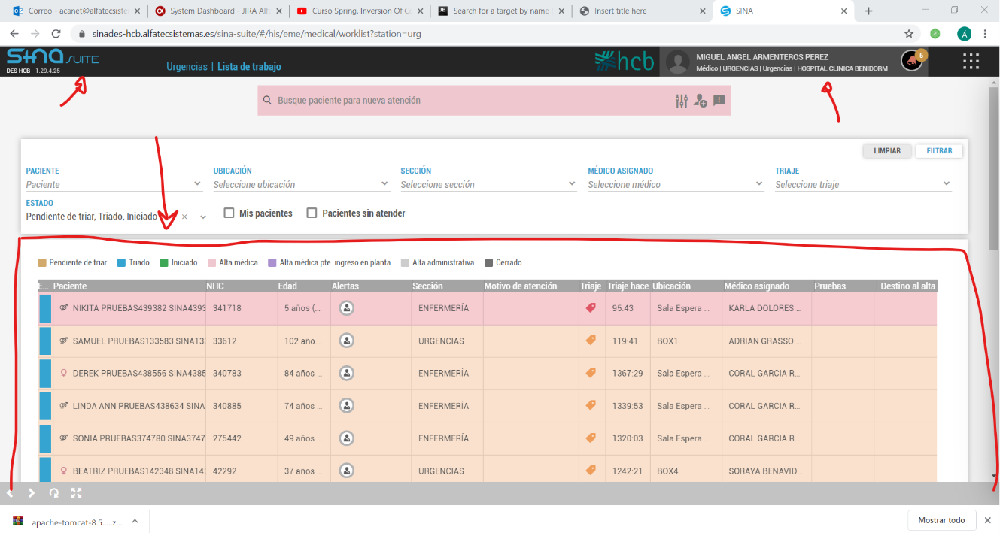 Correo - acanet@alfatecsiste
System Dashboard - JIRA Alf
Curso Spring. Inversion Of C
Search for a target by name
Insert title here
SINA
sinades-hcb.alfatecsistemas.es/sina-suite/#/his/eme/medical/worklist?station=urg
Á
sina SUITE
DES HCB 1.29.4.25
Urgencias | Lista de trabajo
hcb
MIGUEL ANGEL ARMENTEROS PEREZ
Médico | URGENCIAS | Urgencias | HOSPITAL CLINICA BENIDORM
5
Busque paciente para nueva atención
LIMPIAR FILTRAR
PACIENTE UBICACIÓN SECCIÓN MÉDICO ASIGNADO TRIAJE
Paciente Seleccione ubicación Seleccione sección Seleccione médico Seleccione triaje
ESTADO
Pendiente de triar, Triado, Iniciado × Mis pacientes Pacientes sin atender
Pendiente de triar Triado Iniciado Alta médica Alta médica pte. ingreso en planta Alta administrativa Cerrado
E... Paciente NHC Edad Alertas Sección Motivo de atención Triaje Triaje hace Ubicación Médico asignado Pruebas Destino al alta
NIKITA PRUEBAS439382 SINA4393 341718 5 años (... ENFERMERÍA 95:43 Sala Espera ... KARLA DOLORES ...
SAMUEL PRUEBAS133583 SINA13 33612 102 año... URGENCIAS 119:41 BOX1 ADRIAN GRASSO ...
DEREK PRUEBAS438556 SINA4385 340783 84 años ... ENFERMERÍA 1367:29 Sala Espera ... CORAL GARCIA R...
LINDA ANN PRUEBAS438634 SINA 340885 74 años ... ENFERMERÍA 1339:53 Sala Espera ... CORAL GARCIA R...
SONIA PRUEBAS374780 SINA3747 275442 49 años ... ENFERMERÍA 1320:03 Sala Espera ... CORAL GARCIA R...
BEATRIZ PRUEBAS142348 SINA14 42292 37 años ... URGENCIAS 1242:21 BOX4 SORAYA BENAVID...
apache-tomcat-8.5.....z...
Mostrar todo